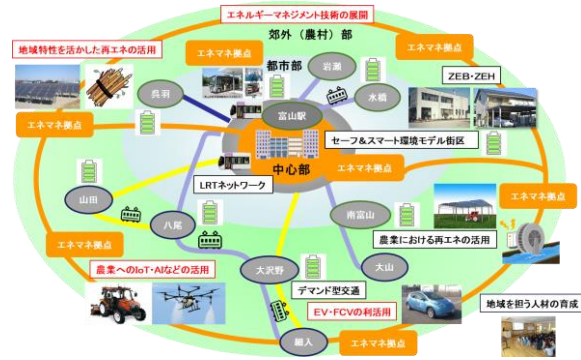 エネルギーマネジメント技術の展開
郊外（農村）部
地域特性を活かした再エネの活用
エネマネ拠点
エネマネ拠点
都市部
岩瀬
ZEB・ZEH
呉羽
水橋
富山駅
エネマネ拠点
セーフ&スマート環境モデル街区
中心部
エネマネ拠点
LRTネットワーク
山田
八尾
南富山
農業における再エネの活用
エネマネ拠点
エネマネ拠点
大沢野
大山
農業へのIoT・AIなどの活用
デマンド型交通
EV・FCVの利活用
地域を担う人材の育成
細入
エネマネ拠点